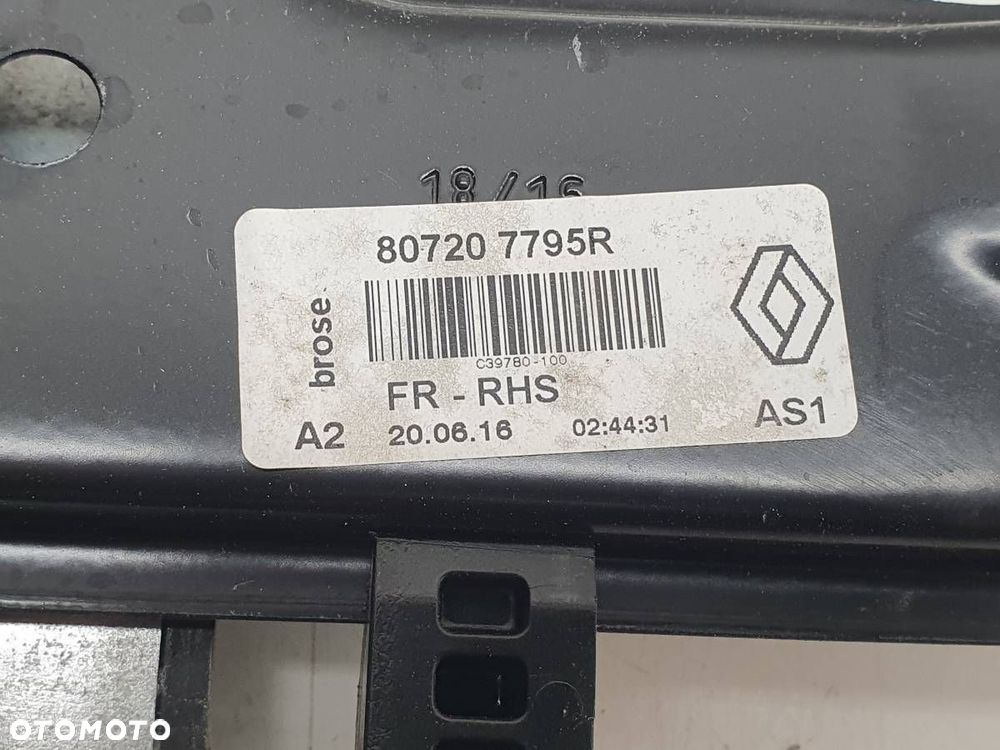 18/16
80720 7795R
brose
C39780-100
FR - RHS
A2 20.06.16 02:44:31 AS1
OTOMOTO